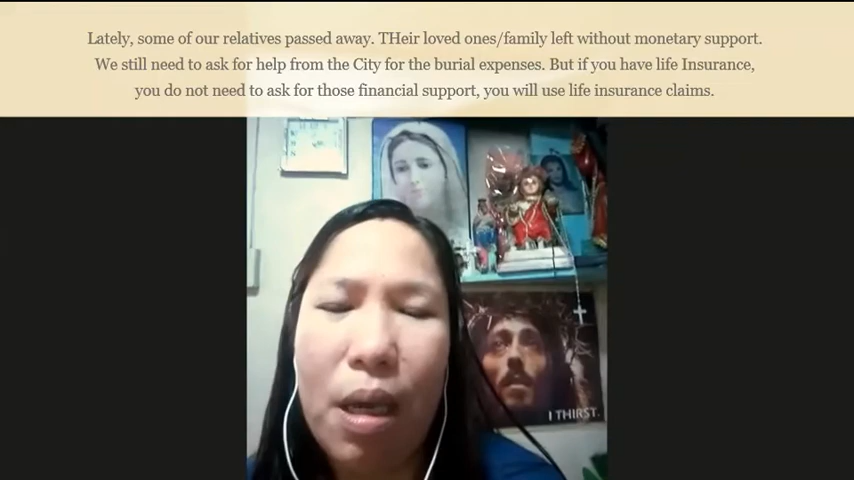 Lately, some of our relatives passed away. THeir loved ones/family left without monetary support.
We still need to ask for help from the City for the burial expenses. But if you have life Insurance,
you do not need to ask for those financial support, you will use life insurance claims.
I THIRST.